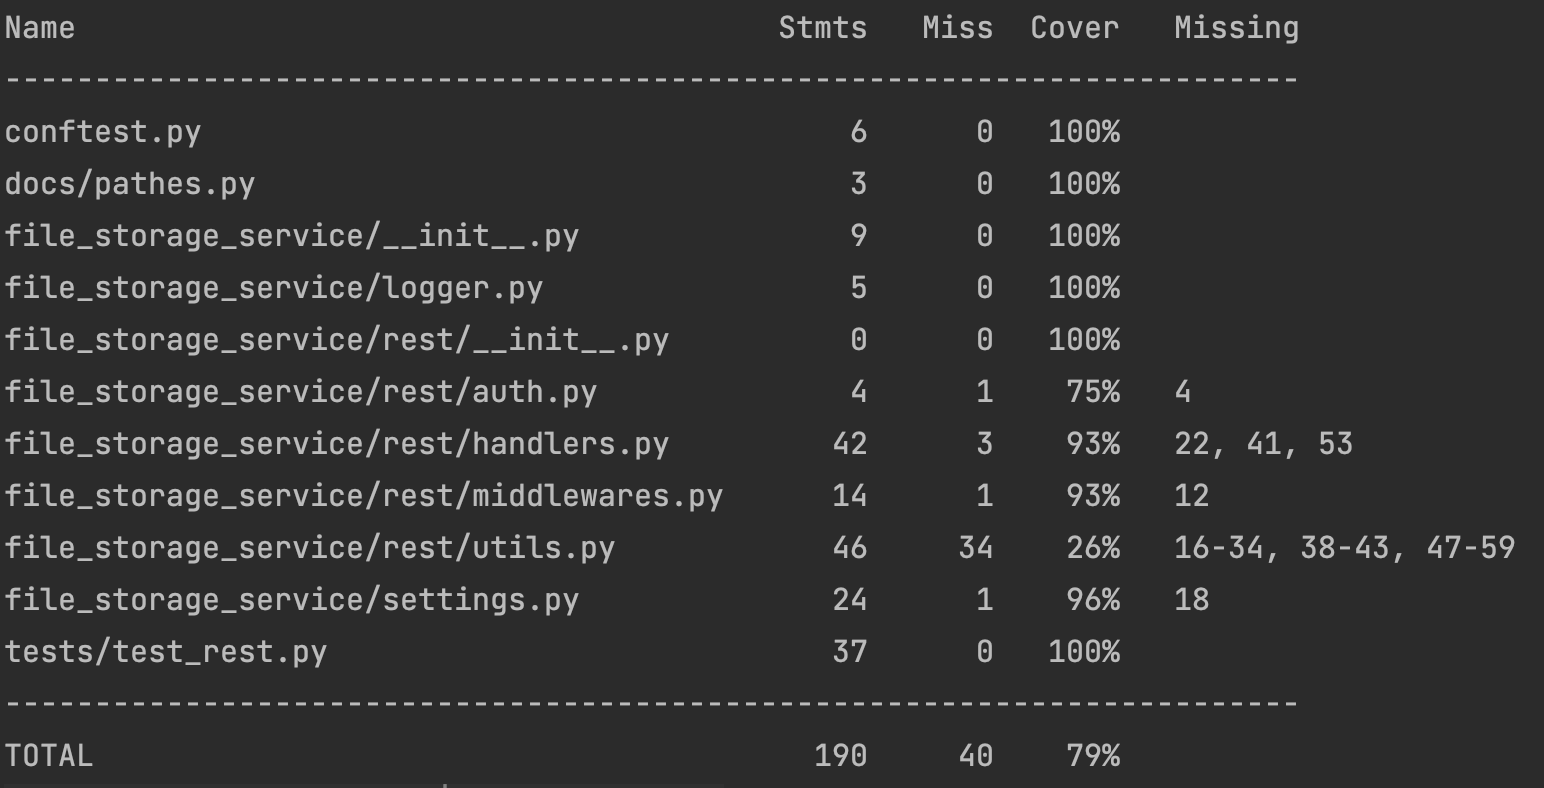 Name Stmts Miss Cover Missing
------------------------------------------------------------------------
conftest.py 6 0 100%
docs/pathes.py 3 0 100%
file_storage_service/__init__.py 9 0 100%
file_storage_service/logger.py 5 0 100%
file_storage_service/rest/__init__.py 0 0 100%
file_storage_service/rest/auth.py 4 1 75% 4
file_storage_service/rest/handlers.py 42 3 93% 22, 41, 53
file_storage_service/rest/middlewares.py 14 1 93% 12
file_storage_service/rest/utils.py 46 34 26% 16-34, 38-43, 47-59
file_storage_service/settings.py 24 1 96% 18
tests/test_rest.py 37 0 100%
------------------------------------------------------------------------
TOTAL 190 40 79%